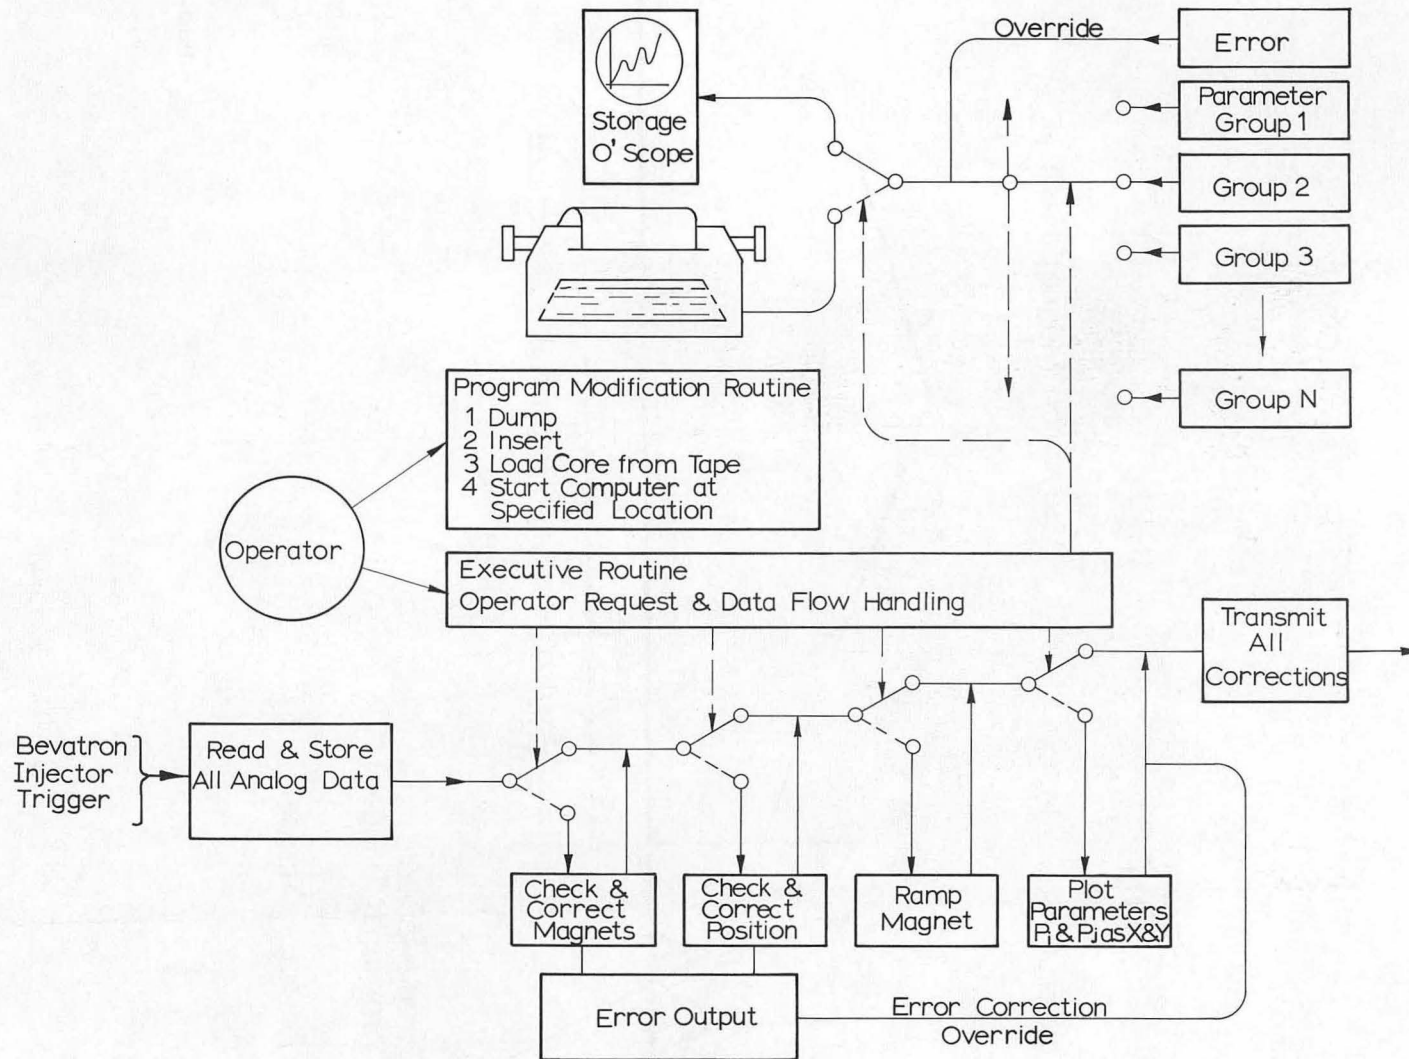 Override
Error
Parameter
Group 1
Storage
O' Scope
Group 2
Group 3
Group N
Program Modification Routine
1 Dump
2 Insert
3 Load Core from Tape
4 Start Computer at
Specified Location
Operator
Executive Routine
Operator Request & Data Flow Handling
Transmit
All
Corrections
Bevatron
Injector
Trigger
Read & Store
All Analog Data
Check &
Correct
Magnets
Check &
Correct
Position
Ramp
Magnet
Plot
Parameters
Pi & Pj as X&Y
Error Output
Error Correction
Override